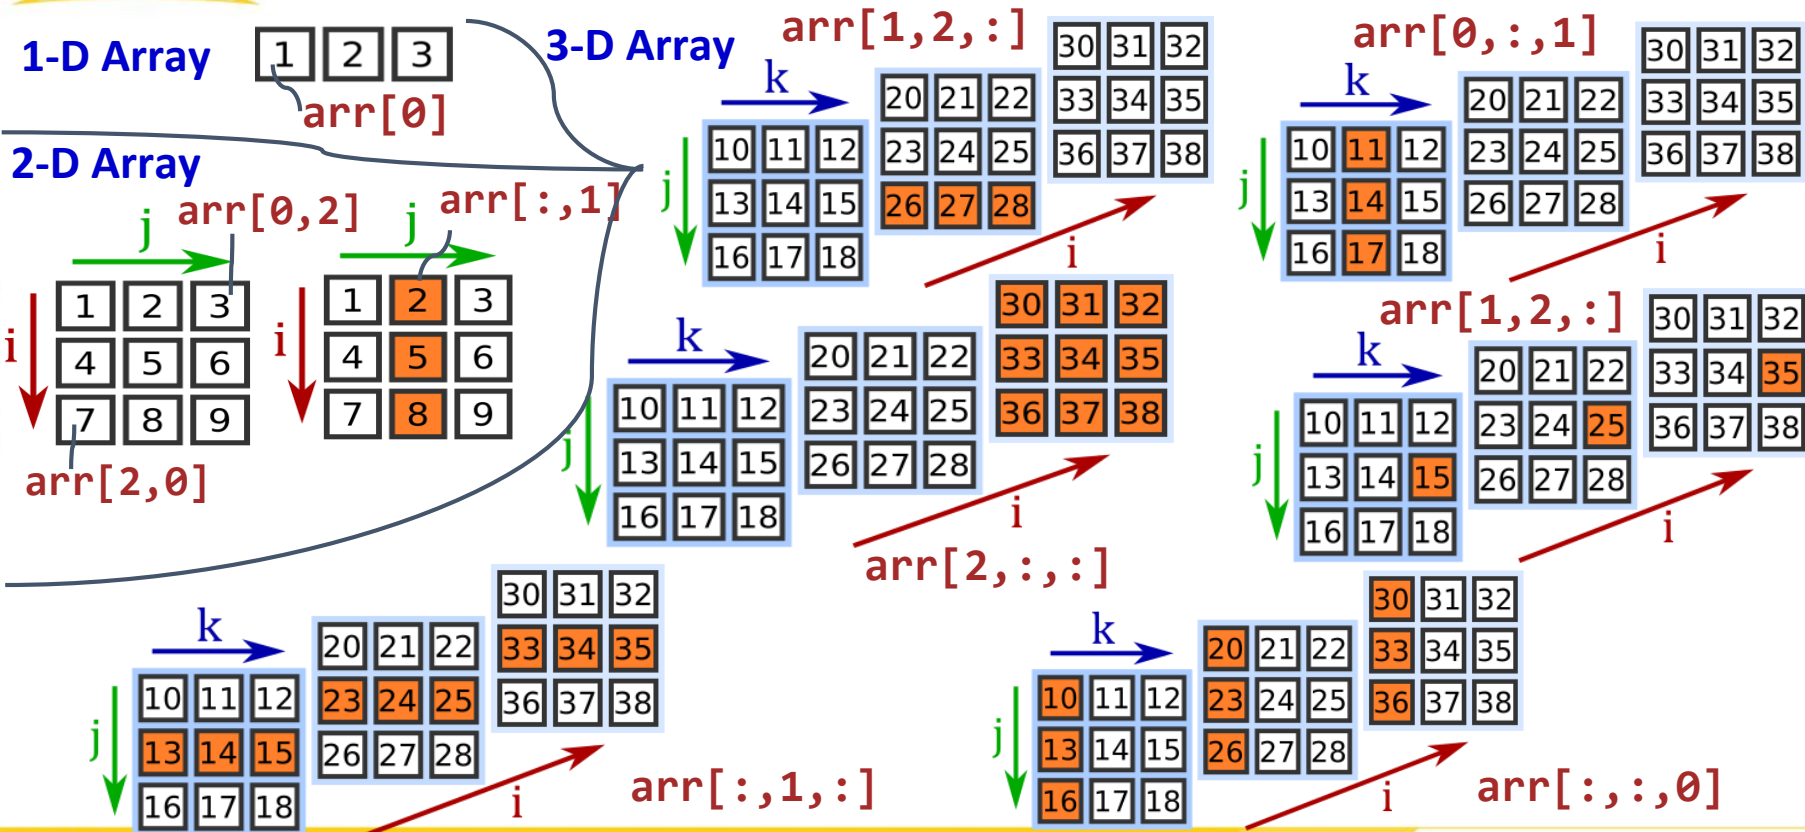 1-D Array
1 2 3
arr[0]
2-D Array
arr[0,2]
j
i
1 2 3
4 5 6
7 8 9
arr[2,0]
arr[:,1]
j
i
1 2 3
4 5 6
7 8 9
3-D Array
arr[1,2,:]
k
j
i
10 11 12
13 14 15
16 17 18
20 21 22
23 24 25
26 27 28
30 31 32
33 34 35
36 37 38
arr[0,:,1]
k
j
i
10 11 12
13 14 15
16 17 18
20 21 22
23 24 25
26 27 28
30 31 32
33 34 35
36 37 38
k
j
i
10 11 12
13 14 15
16 17 18
20 21 22
23 24 25
26 27 28
30 31 32
33 34 35
36 37 38
arr[2,:,:]
arr[1,2,:]
k
j
i
10 11 12
13 14 15
16 17 18
20 21 22
23 24 25
26 27 28
30 31 32
33 34 35
36 37 38
k
j
i
10 11 12
13 14 15
16 17 18
20 21 22
23 24 25
26 27 28
30 31 32
33 34 35
36 37 38
arr[:,1,:]
k
j
i
10 11 12
13 14 15
16 17 18
20 21 22
23 24 25
26 27 28
30 31 32
33 34 35
36 37 38
arr[:,:,0]